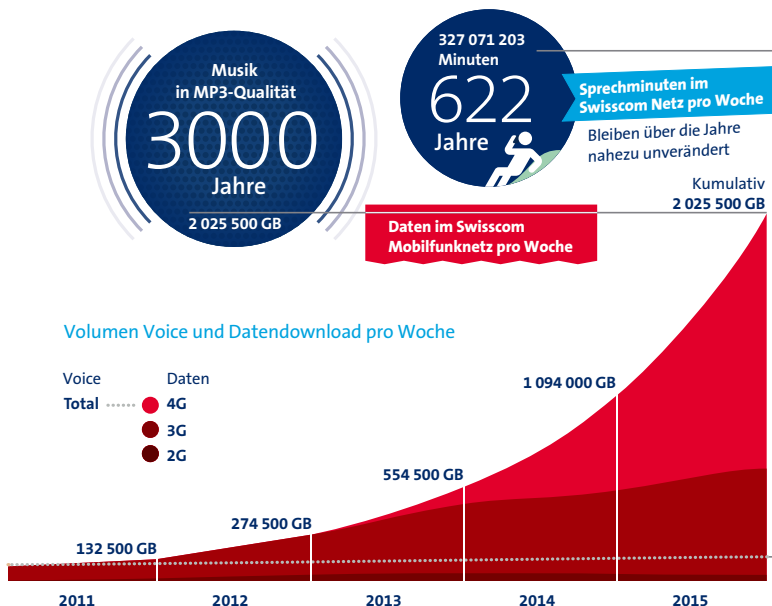 Musik
in MP3-Qualität
3000
Jahre
2 025 500 GB
327 071 203
Minuten
622
Jahre
Sprechminuten im
Swisscom Netz pro Woche
Bleiben über die Jahre
nahezu unverändert
Kumulativ
2 025 500 GB
Daten im Swisscom
Mobilfunknetz pro Woche
Volumen Voice und Datendownload pro Woche
Voice Daten
Total 4G
3G
2G
1 094 000 GB
554 500 GB
274 500 GB
132 500 GB
2011 2012 2013 2014 2015